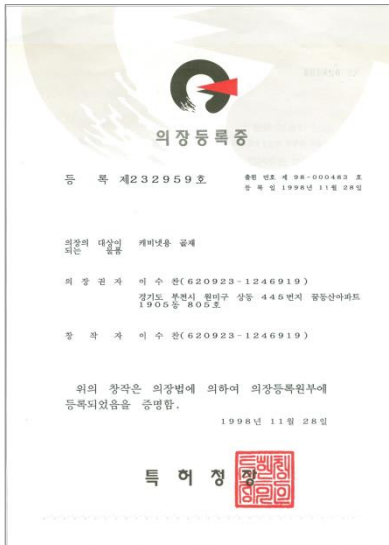 의장등록증
등 록 제232959호
출원 번호 제 98-000483 호
등 록 일 1998년 11월 28일
의장의 대상이
되는 물품
캐비넷용 골재
의 장 권 자 이 수 찬(620923-1246919)
경기도 부천시 원미구 상동 445번지 꿈동산아파트
1905동 805호
창 작 자 이 수 찬(620923-1246919)
위의 창작은 의장법에 의하여 의장등록원부에
등록되었음을 증명함.
1998년 11월 28일
특 허 청 장